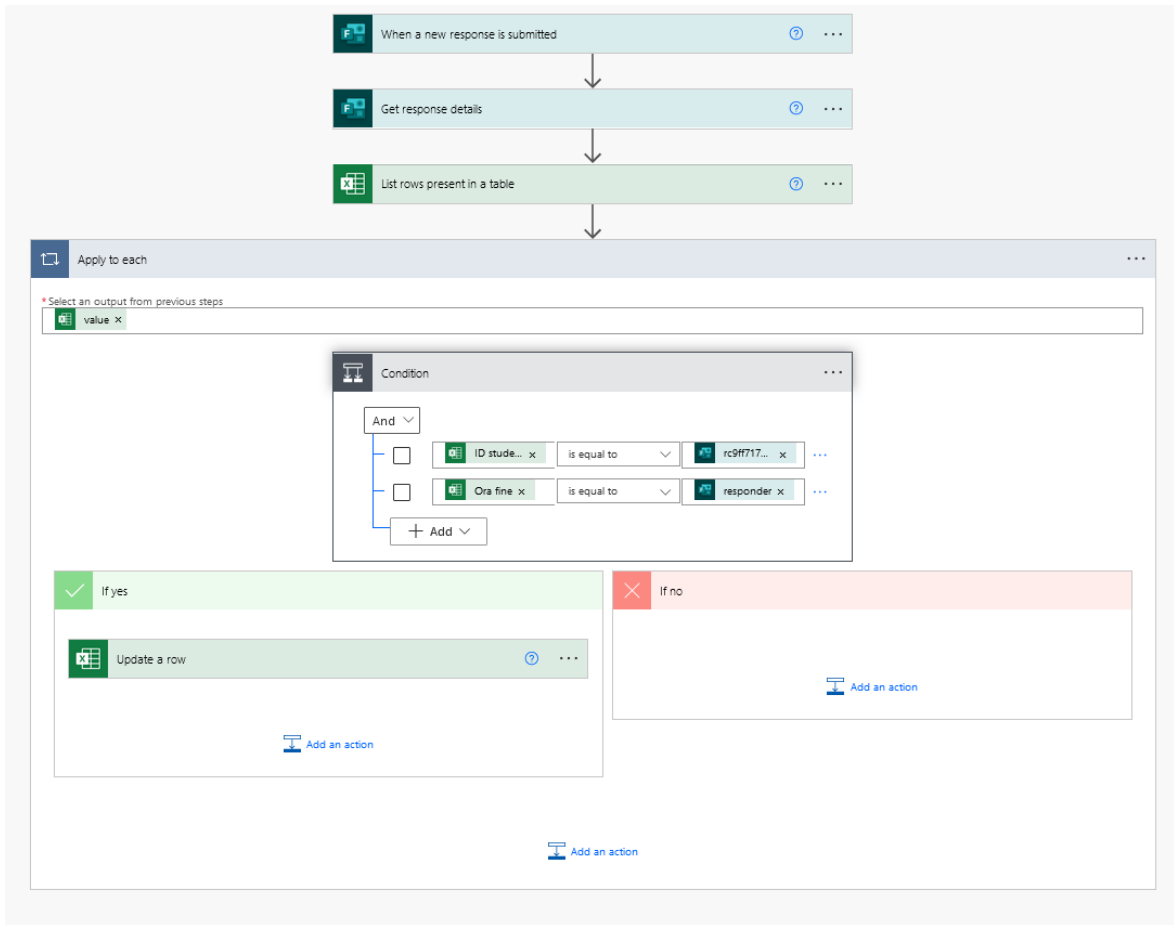 When a new response is submitted
Get response details
List rows present in a table
Apply to each
* Select an output from previous steps
value ×
Condition
And
ID stude... × is equal to rc9ff717... ×
Ora fine × is equal to responder ×
+ Add
If yes
If no
Update a row
Add an action
Add an action
Add an action